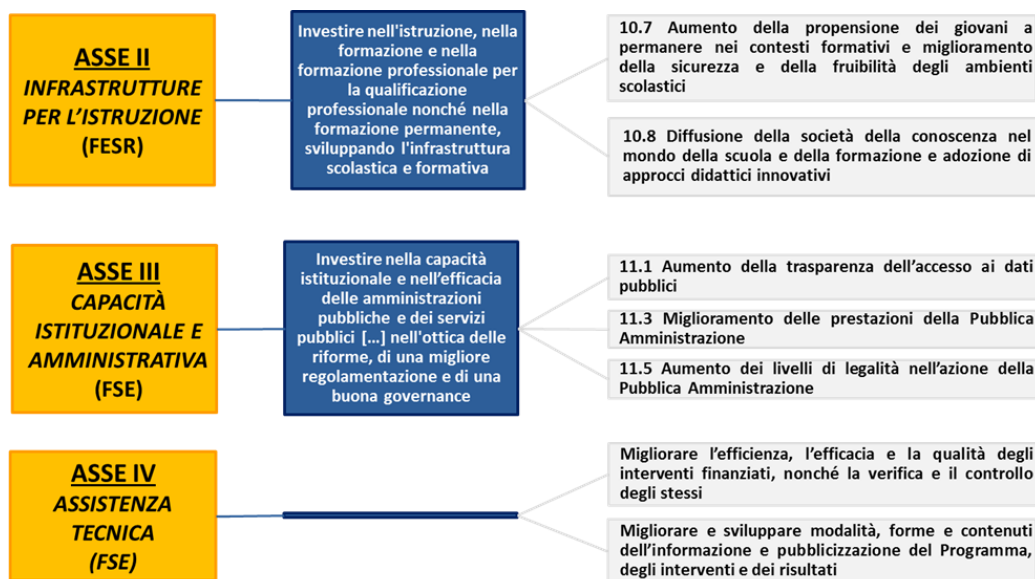 ASSE II
INFRASTRUTTURE
PER L'ISTRUZIONE
(FESR)
Investire nell'istruzione, nella
formazione e nella
formazione professionale per
la qualificazione
professionale nonché nella
formazione permanente,
sviluppando l'infrastruttura
scolastica e formativa
10.7 Aumento della propensione dei giovani a
permanere nei contesti formativi e miglioramento
della sicurezza e della fruibilità degli ambienti
scolastici
10.8 Diffusione della società della conoscenza nel
mondo della scuola e della formazione e adozione di
approcci didattici innovativi
ASSE III
CAPACITÀ
ISTITUZIONALE E
AMMINISTRATIVA
(FSE)
Investire nella capacità
istituzionale e nell'efficacia
delle amministrazioni
pubbliche e dei servizi
pubblici [...] nell'ottica delle
riforme, di una migliore
regolamentazione e di una
buona governance
11.1 Aumento della trasparenza dell'accesso ai dati
pubblici
11.3 Miglioramento delle prestazioni della Pubblica
Amministrazione
11.5 Aumento dei livelli di legalità nell'azione della
Pubblica Amministrazione
ASSE IV
ASSISTENZA
TECNICA
(FSE)
Migliorare l'efficienza, l'efficacia e la qualità degli
interventi finanziati, nonché la verifica e il controllo
degli stessi
Migliorare e sviluppare modalità, forme e contenuti
dell'informazione e pubblicizzazione del Programma,
degli interventi e dei risultati